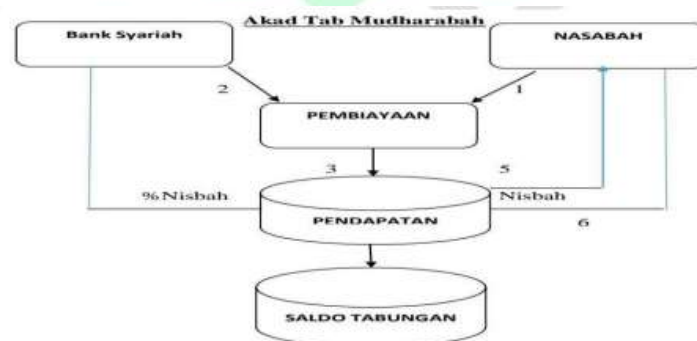 Akad Tab Mudharabah
Bank Syariah
NASABAH
2
1
PEMBIAYAAN
3
5
% Nisbah
Nisbah
PENDAPATAN
6
SALDO TABUNGAN